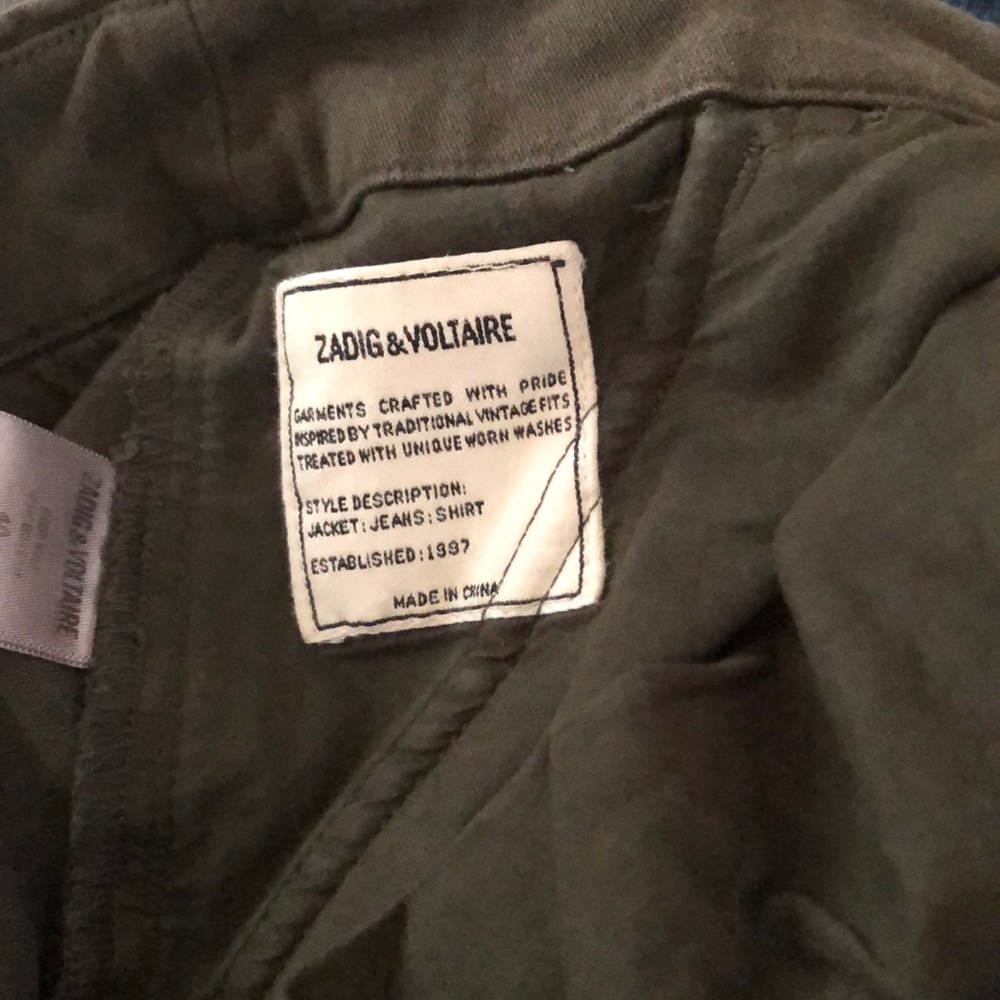 ZADIG & VOLTAIRE
GARMENTS CRAFTED WITH PRIDE
INSPIRED BY TRADITIONAL VINTAGE FITS
TREATED WITH UNIQUE WORN WASHES
STYLE DESCRIPTION:
JACKET : JEANS : SHIRT
ESTABLISHED : 1997
MADE IN CHINA
ZADIG & VOLTAIRE
40